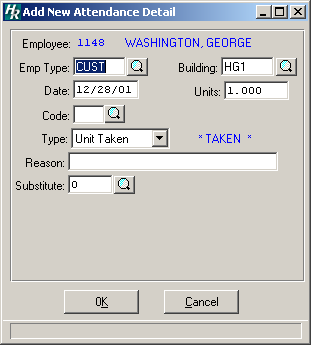 HR Add New Attendance Detail
Employee: 1148 WASHINGTON, GEORGE
Emp Type: CUST Building: HG1
Date: 12/28/01 Units: 1.000
Code:
Type: Unit Taken * TAKEN *
Reason:
Substitute: 0
OK Cancel